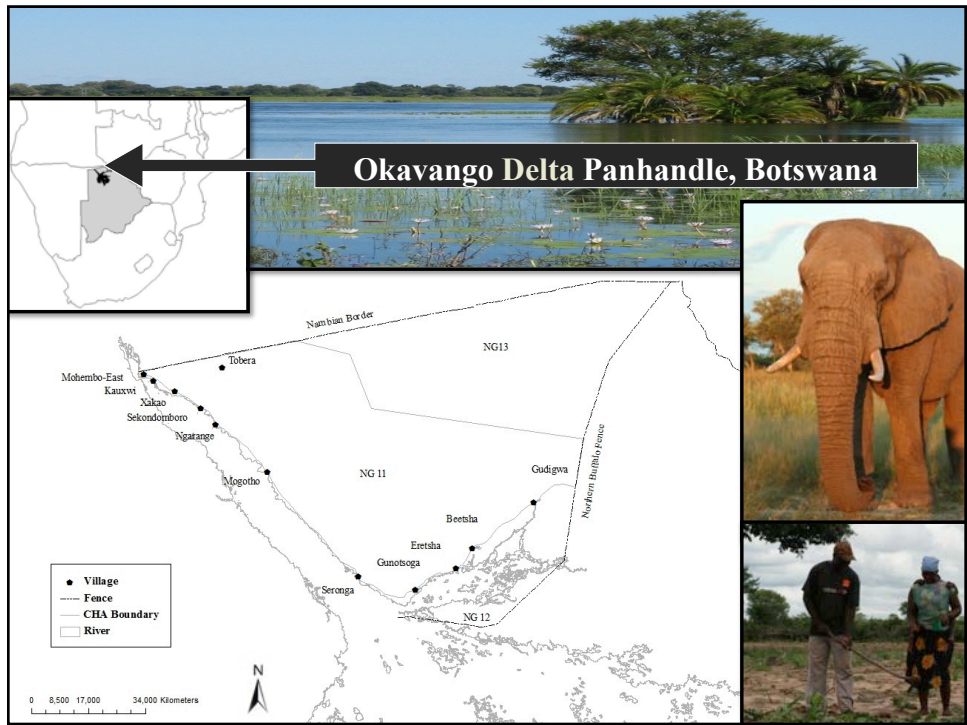 Okavango Delta Panhandle, Botswana
Nambian Border
NG13
Tobera
Mohembo-East
Kauxwi
Xakao
Sekondomboro
Ngarange
Northern Buffalo Fence
NG 11
Gudigwa
Mogotho
Beetsha
Eretsha
Gunotsoga
Seronga
NG 12
Village
Fence
CHA Boundary
River
N
0 8,500 17,000 34,000 Kilometers